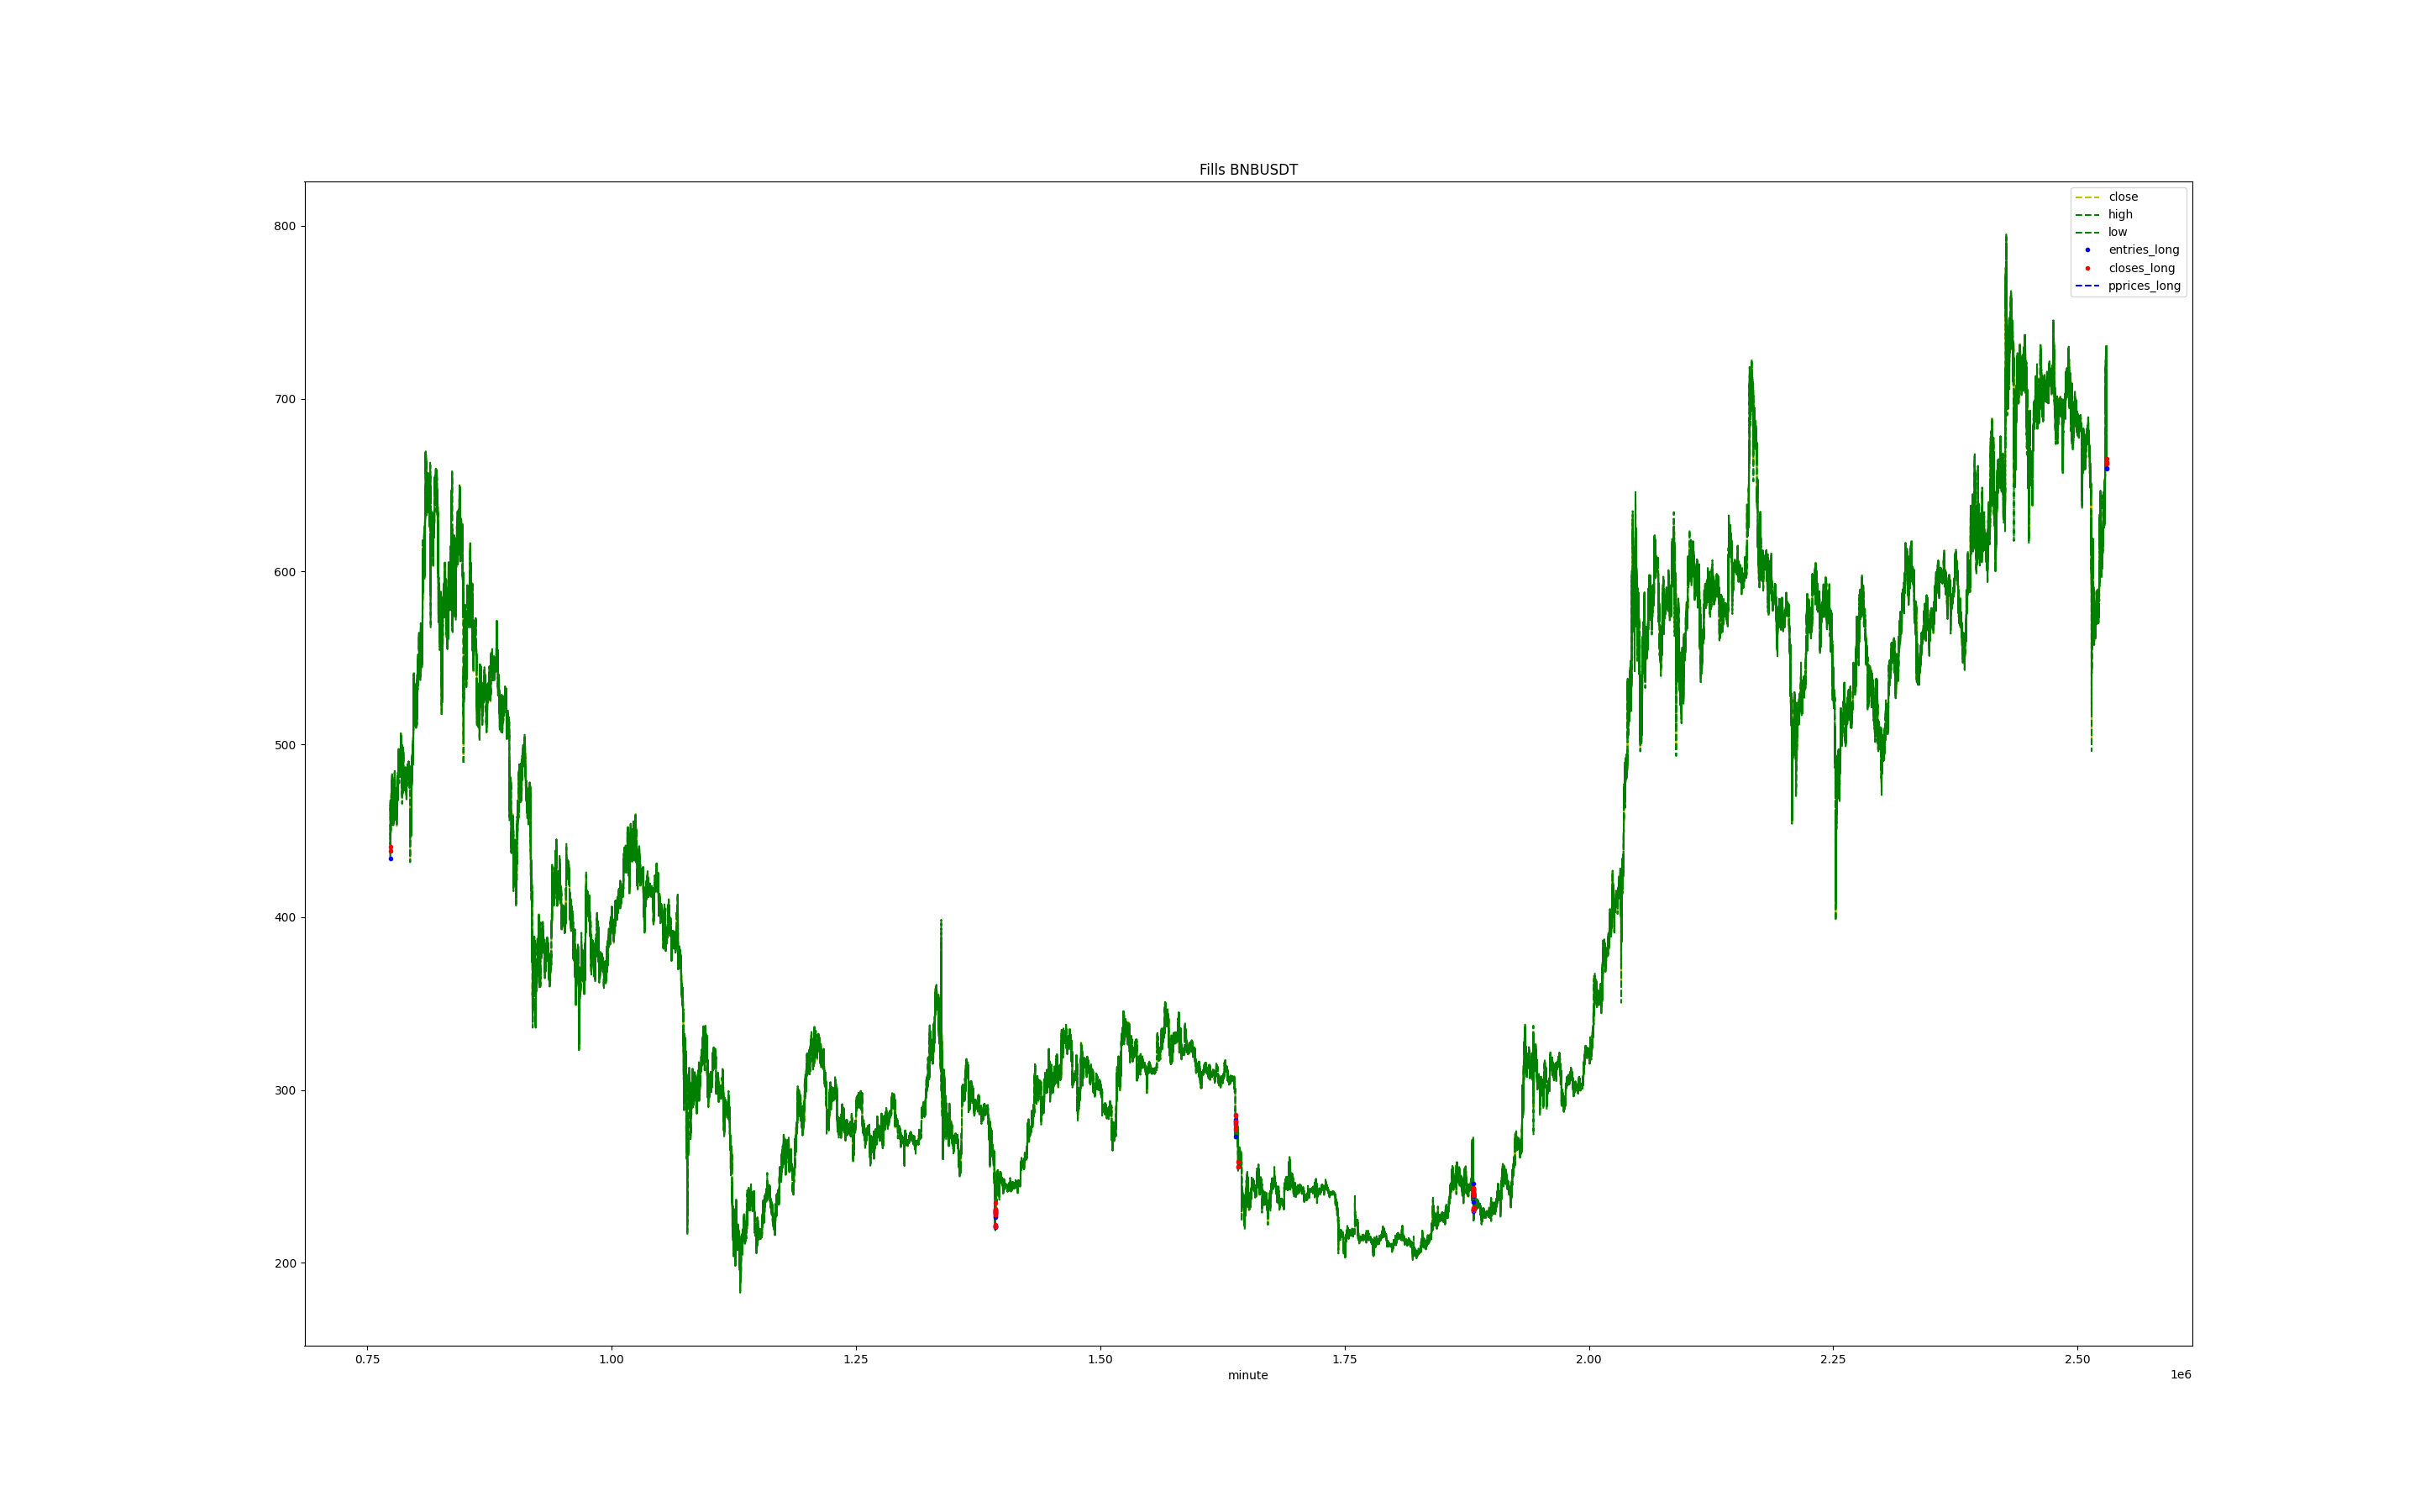 Fills BNBUSDT
close
high
low
entries_long
closes_long
pprices_long
800
700
600
500
400
300
200
0.75 1.00 1.25 1.50 1.75 2.00 2.25 2.50
minute
1e6